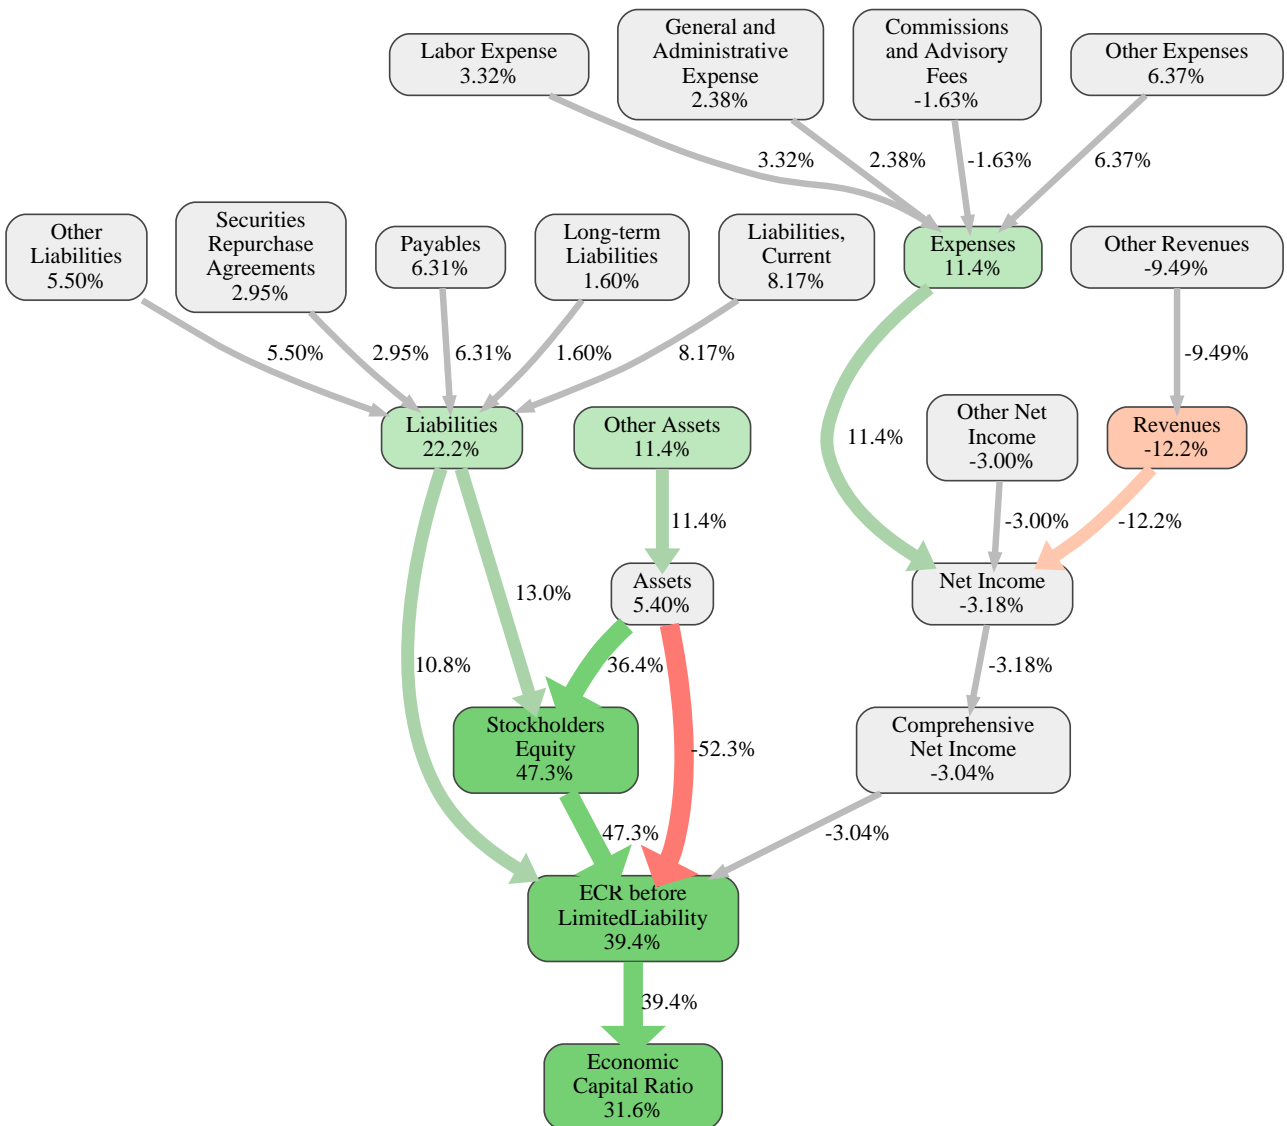 Labor Expense
3.32%
General and
Administrative
Expense
2.38%
Commissions
and Advisory
Fees
-1.63%
Other Expenses
6.37%
3.32%
2.38%
-1.63%
6.37%
Other
Liabilities
5.50%
Securities
Repurchase
Agreements
2.95%
Payables
6.31%
Long-term
Liabilities
1.60%
Liabilities,
Current
8.17%
Expenses
11.4%
Other Revenues
-9.49%
5.50%
2.95%
6.31%
1.60%
8.17%
-9.49%
Liabilities
22.2%
Other Assets
11.4%
11.4%
Other Net
Income
-3.00%
Revenues
-12.2%
11.4%
-3.00%
-12.2%
13.0%
Assets
5.40%
Net Income
-3.18%
10.8%
36.4%
-3.18%
Stockholders
Equity
47.3%
-52.3%
Comprehensive
Net Income
-3.04%
47.3%
-3.04%
ECR before
LimitedLiability
39.4%
39.4%
Economic
Capital Ratio
31.6%